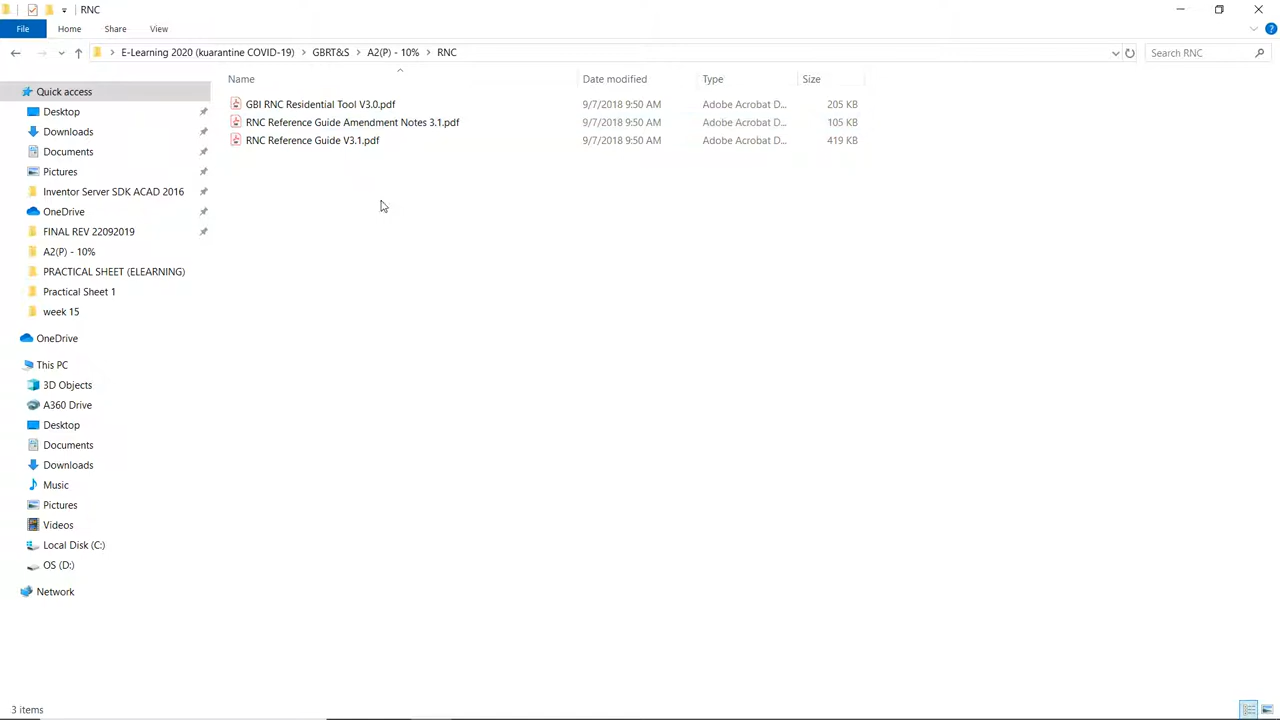 RNC
File Home Share View
E-Learning 2020 (kuarantine COVID-19) GBRT&S A2(P) - 10% RNC Search RNC
Name Date modified Type Size
Quick access
GBI RNC Residential Tool V3.0.pdf 9/7/2018 9:50 AM Adobe Acrobat D... 205 KB
RNC Reference Guide Amendment Notes 3.1.pdf 9/7/2018 9:50 AM Adobe Acrobat D... 105 KB
RNC Reference Guide V3.1.pdf 9/7/2018 9:50 AM Adobe Acrobat D... 419 KB
Desktop
Downloads
Documents
Pictures
Inventor Server SDK ACAD 2016
OneDrive
FINAL REV 22092019
A2(P) - 10%
PRACTICAL SHEET (ELEARNING)
Practical Sheet 1
week 15
OneDrive
This PC
3D Objects
A360 Drive
Desktop
Documents
Downloads
Music
Pictures
Videos
Local Disk (C:)
OS (D:)
Network
3 items